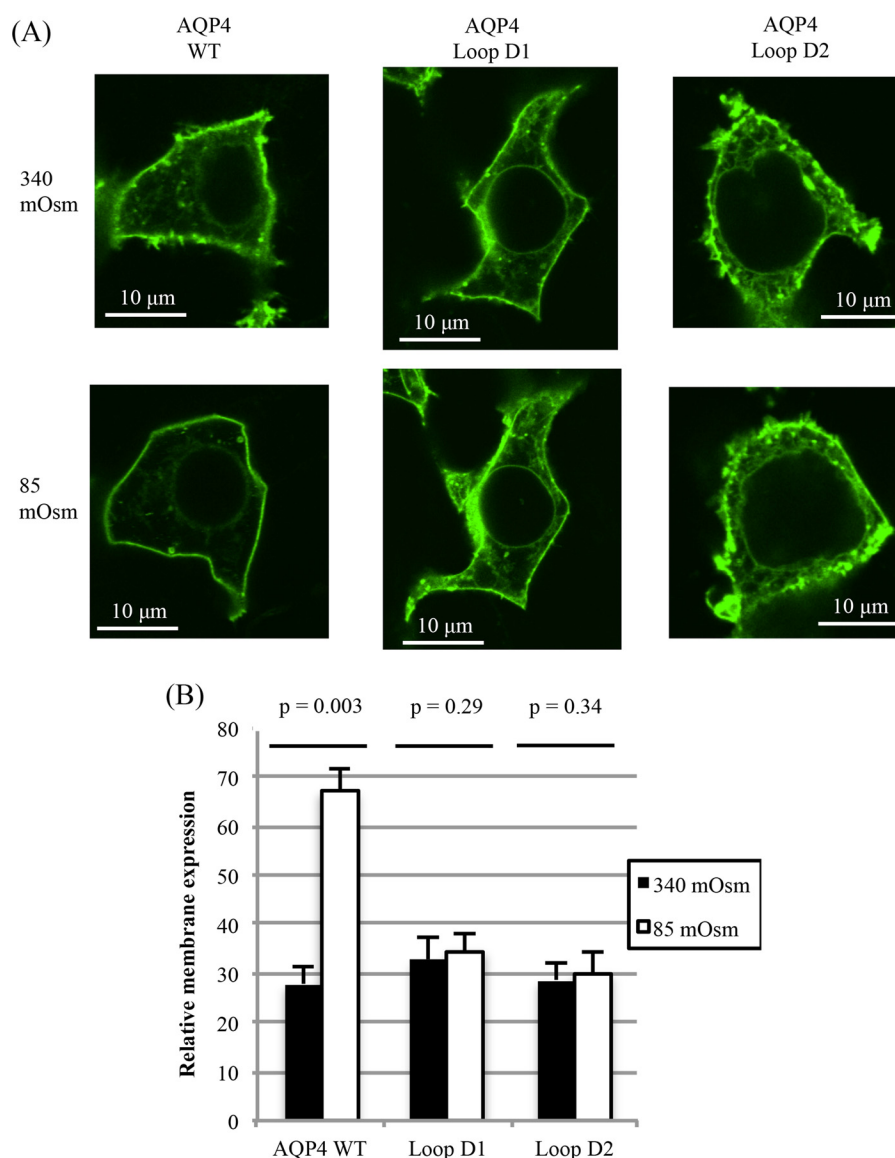 (A)
AQP4
WT
AQP4
Loop D1
AQP4
Loop D2
340
mOsm
10 μm
10 μm
10 μm
85
mOsm
10 μm
10 μm
10 μm
(B)
p = 0.003
p = 0.29
p = 0.34
Relative membrane expression
80
70
60
50
40
30
20
10
0
340 mOsm
85 mOsm
AQP4 WT
Loop D1
Loop D2